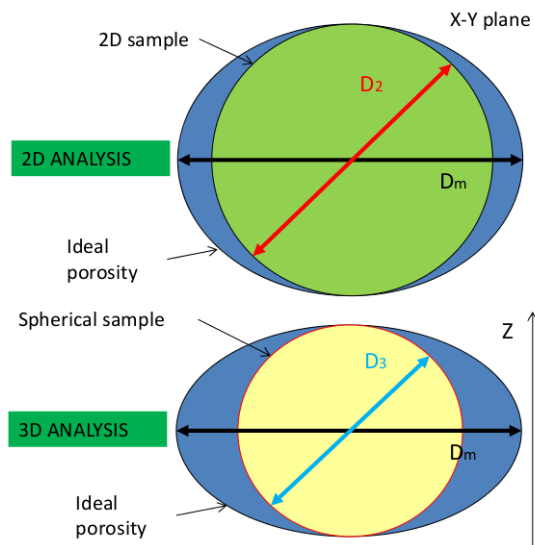 X-Y plane
2D sample
D2
2D ANALYSIS
Dm
Ideal
porosity
Spherical sample
Z
D3
3D ANALYSIS
Dm
Ideal
porosity